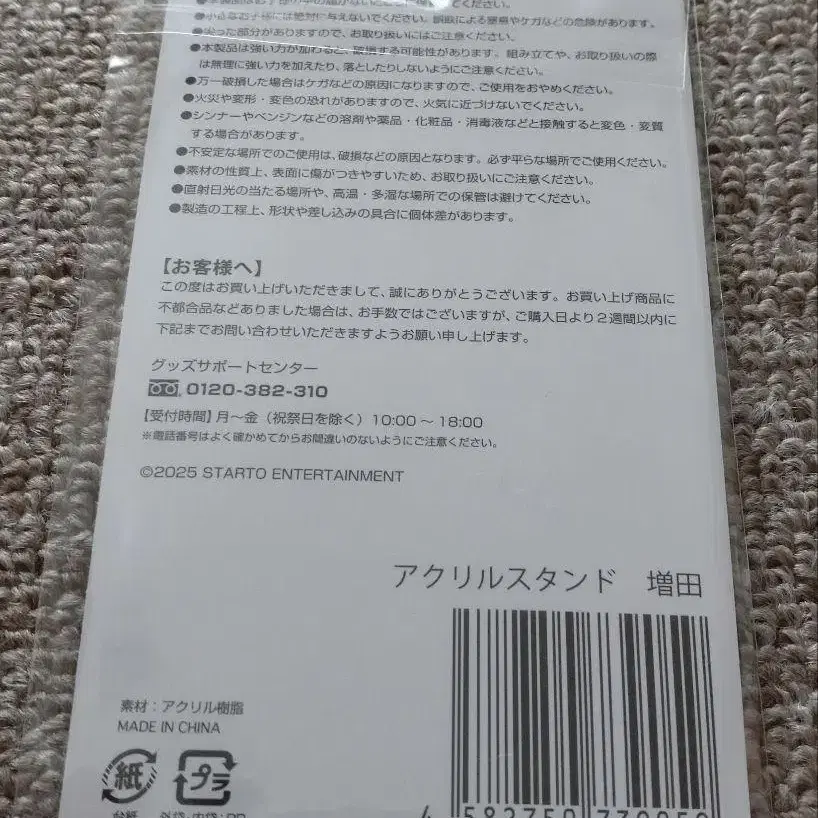 ●小さなお子様には絶対に与えないでください。誤飲による窒息やケガなどの危険があります。
●尖った部分がありますので、お取り扱いにはご注意ください。
●本製品は強い力が加わると、破損する可能性があります。組み立てや、お取り扱いの際
は無理に強い力を加えたり、落としたりしないようにご注意ください。
●万一破損した場合はケガなどの原因になりますので、ご使用をおやめください。
●火災や変形・変色の恐れがありますので、火気に近づけないでください。
●シンナーやベンジンなどの溶剤や薬品・化粧品・消毒液などと接触すると変色・変質
する場合があります。
●不安定な場所でのご使用は、破損などの原因となります。必ず平らな場所でご使用ください。
●素材の性質上、表面に傷がつきやすいため、お取り扱いにご注意ください。
●直射日光の当たる場所や、高温・多湿な場所での保管は避けてください。
●製造の工程上、形状や差し込みの具合に個体差があります。
【お客様へ】
この度はお買い上げいただきまして、誠にありがとうございます。お買い上げ商品に
不都合品などありました場合は、お手数ではございますが、ご購入日より2週間以内に
下記までお問い合わせいただきますようお願い申し上げます。
グッズサポートセンター
0120-382-310
【受付時間】月〜金（祝祭日を除く）10:00〜18:00
※電話番号はよく確かめてからお間違いのないようにご注意ください。
©2025 STARTO ENTERTAINMENT
アクリルスタンド 増田
素材：アクリル樹脂
MADE IN CHINA
紙 プラ